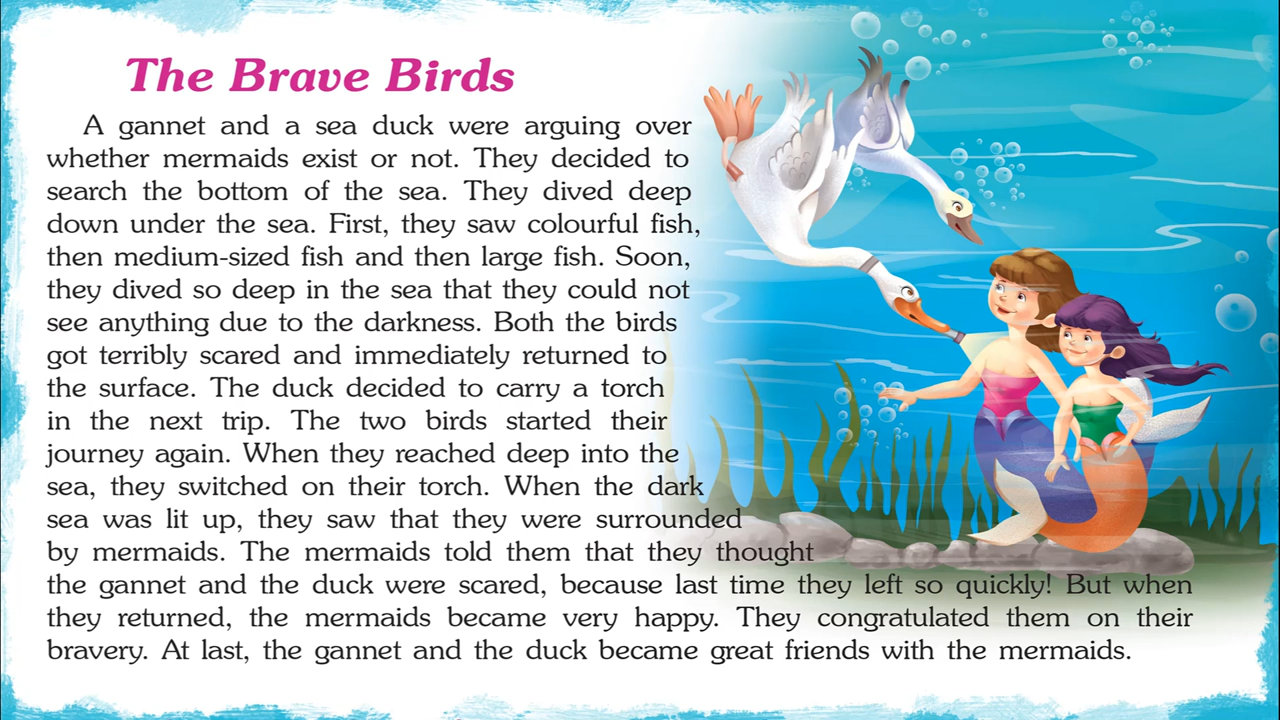 The Brave Birds
A gannet and a sea duck were arguing over
whether mermaids exist or not. They decided to
search the bottom of the sea. They dived deep
down under the sea. First, they saw colourful fish,
then medium-sized fish and then large fish. Soon,
they dived so deep in the sea that they could not
see anything due to the darkness. Both the birds
got terribly scared and immediately returned to
the surface. The duck decided to carry a torch
in the next trip. The two birds started their
journey again. When they reached deep into the
sea, they switched on their torch. When the dark
sea was lit up, they saw that they were surrounded
by mermaids. The mermaids told them that they thought
the gannet and the duck were scared, because last time they left so quickly! But when
they returned, the mermaids became very happy. They congratulated them on their
bravery. At last, the gannet and the duck became great friends with the mermaids.